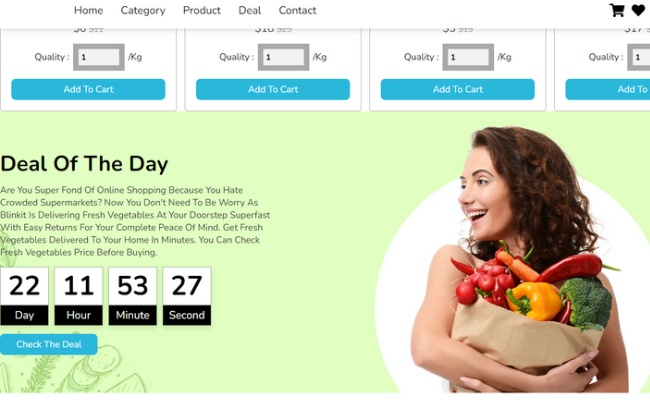 Home Category Product Deal Contact
$18 $25
$17
Quality : 1 /Kg Quality : 1 /Kg Quality : 1 /Kg Quality : 1
Add To Cart Add To Cart Add To Cart Add To
Deal Of The Day
Are You Super Fond Of Online Shopping Because You Hate
Crowded Supermarkets? Now You Don't Need To Be Worry As
Blinkit Is Delivering Fresh Vegetables At Your Doorstep Superfast
With Easy Returns For Your Complete Peace Of Mind. Get Fresh
Vegetables Delivered To Your Home In Minutes. You Can Check
Fresh Vegetables Price Before Buying.
22 11 53 27
Day Hour Minute Second
Check The Deal